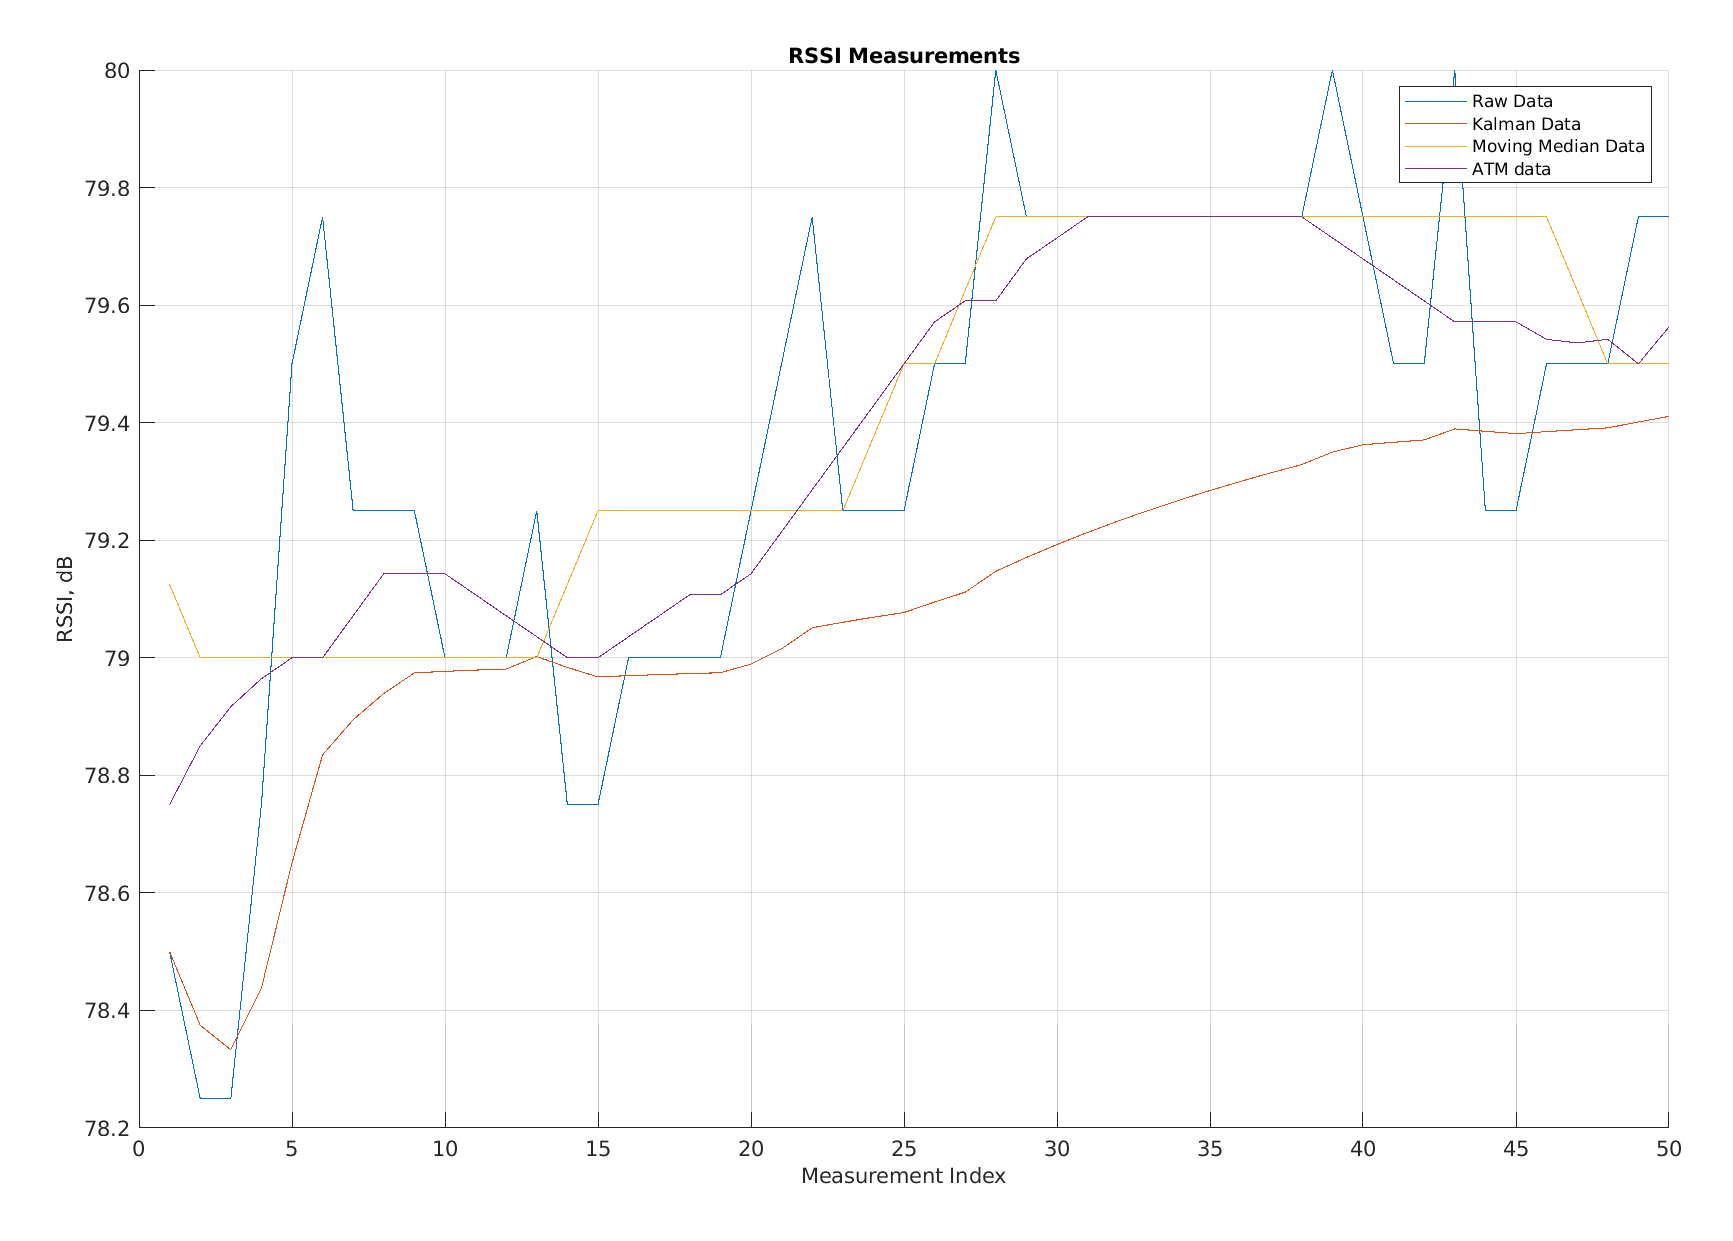 RSSI Measurements
80
79.8
79.6
79.4
79.2
79
78.8
78.6
78.4
78.2
RSSI, dB
Raw Data
Kalman Data
Moving Median Data
ATM data
0 5 10 15 20 25 30 35 40 45 50
Measurement Index